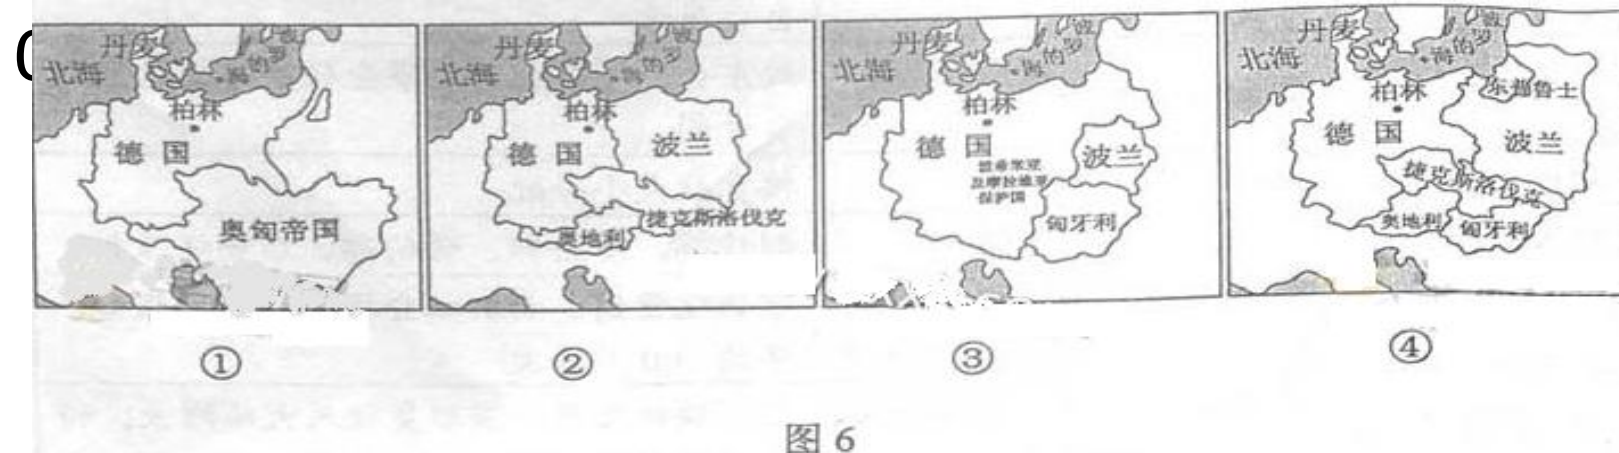 丹麦
北海
波
的罗
海
柏林
德国
奥匈帝国
①
丹麦
北海
波
的罗
海
柏林
德国
波兰
捷克斯洛伐克
奥地利
②
丹麦
北海
波
的罗
海
柏林
德国
波希米亚
及摩拉维亚
保护国
波兰
匈牙利
③
丹麦
北海
波
的罗
海
柏林
东普鲁士
德国
波兰
捷克斯洛伐克
奥地利
匈牙利
④
图 6